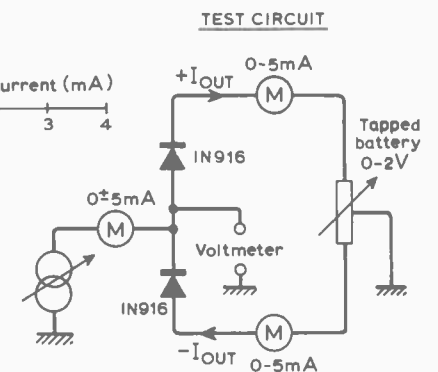 TEST CIRCUIT
urrent (mA)
3 4
+IOUT
0-5mA
IN916
Tapped
battery
0-2V
0±5mA
M
M
Voltmeter
IN916
-IOUT
M
0-5mA